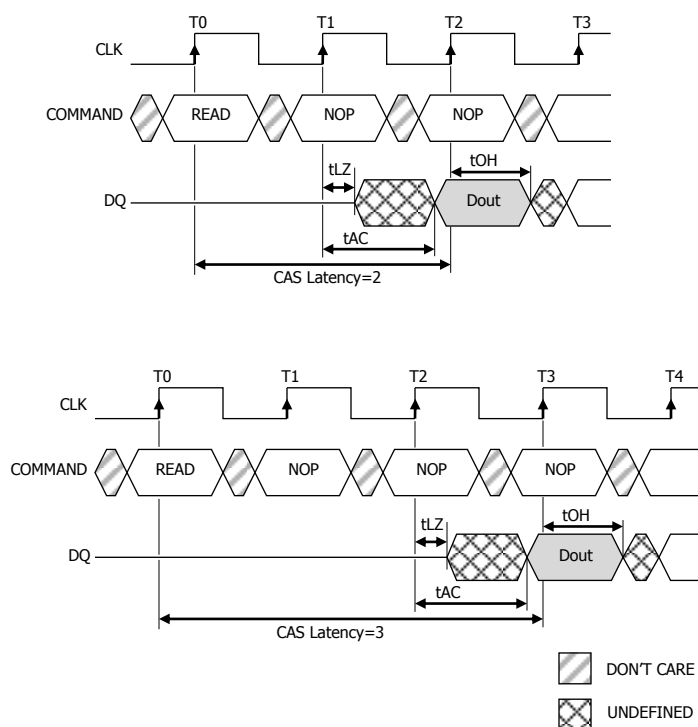 T0 T1 T2 T3
CLK
COMMAND READ NOP NOP
tLZ tOH
DQ Dout
tAC
CAS Latency=2
T0 T1 T2 T3 T4
CLK
COMMAND READ NOP NOP NOP
tLZ tOH
DQ Dout
tAC
CAS Latency=3
DON'T CARE
UNDEFINED